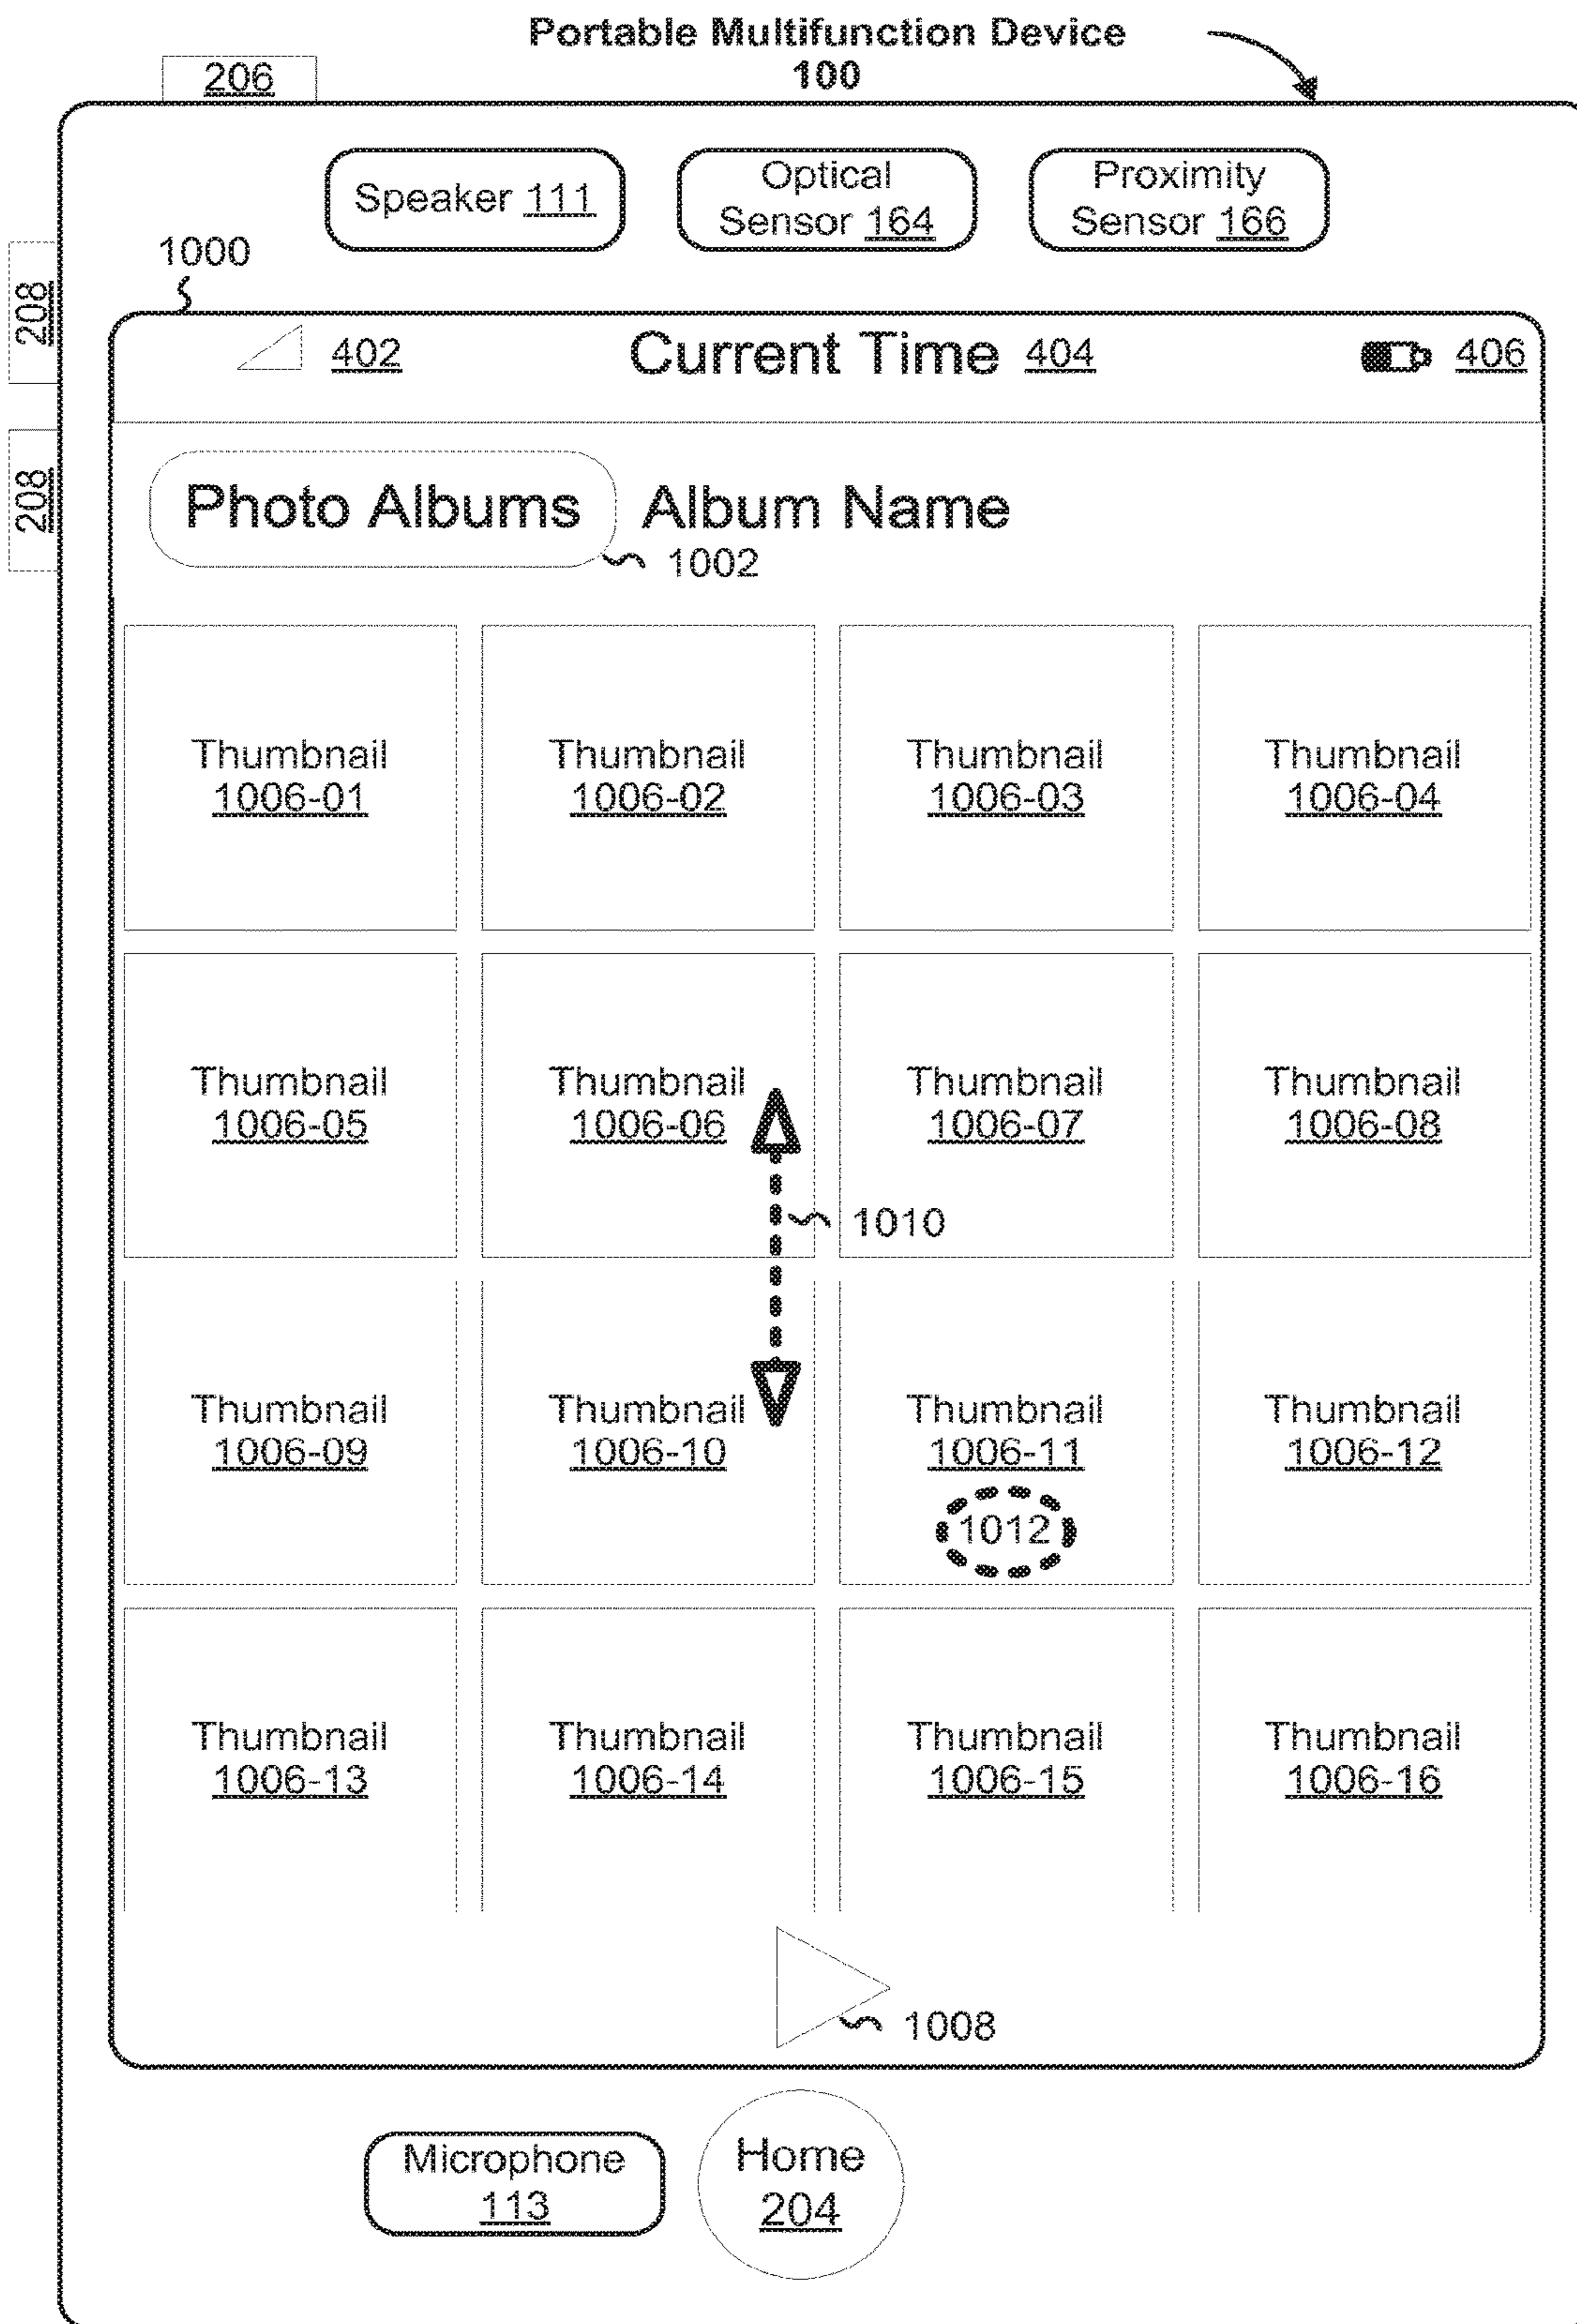 Portable Multifunction Device
100
206
Speaker 111
Optical
Sensor 164
Proximity
Sensor 166
1000
208
208
402
Current Time 404
406
Photo Albums
Album Name
1002
Thumbnail
1006-01
Thumbnail
1006-02
Thumbnail
1006-03
Thumbnail
1006-04
Thumbnail
1006-05
Thumbnail
1006-06
Thumbnail
1006-07
Thumbnail
1006-08
1010
Thumbnail
1006-09
Thumbnail
1006-10
Thumbnail
1006-11
Thumbnail
1006-12
1012
Thumbnail
1006-13
Thumbnail
1006-14
Thumbnail
1006-15
Thumbnail
1006-16
1008
Microphone
113
Home
204